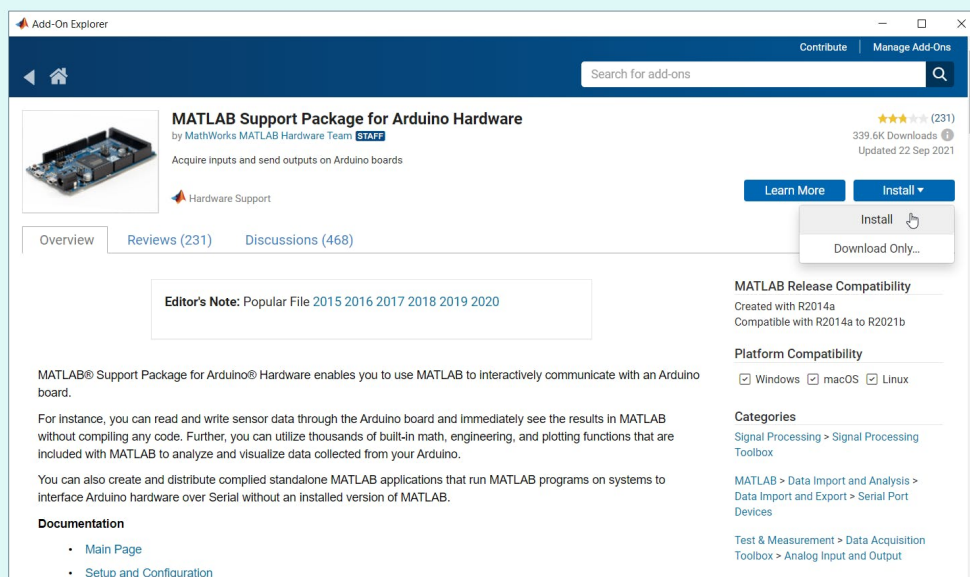 Add-On Explorer
Contribute
Manage Add-Ons
Search for add-ons
MATLAB Support Package for Arduino Hardware
by MathWorks MATLAB Hardware Team STAFF
Acquire inputs and send outputs on Arduino boards
Hardware Support
(231)
339.6K Downloads
Updated 22 Sep 2021
Learn More
Install
Install
Download Only...
Overview
Reviews (231)
Discussions (468)
Editor's Note: Popular File 2015 2016 2017 2018 2019 2020
MATLAB® Support Package for Arduino® Hardware enables you to use MATLAB to interactively communicate with an Arduino
board.
For instance, you can read and write sensor data through the Arduino board and immediately see the results in MATLAB
without compiling any code. Further, you can utilize thousands of built-in math, engineering, and plotting functions that are
included with MATLAB to analyze and visualize data collected from your Arduino.
You can also create and distribute complied standalone MATLAB applications that run MATLAB programs on systems to
interface Arduino hardware over Serial without an installed version of MATLAB.
Documentation
• Main Page
• Setup and Configuration
MATLAB Release Compatibility
Created with R2014a
Compatible with R2014a to R2021b
Platform Compatibility
Windows macOS Linux
Categories
Signal Processing > Signal Processing
Toolbox
MATLAB > Data Import and Analysis >
Data Import and Export > Serial Port
Devices
Test & Measurement > Data Acquisition
Toolbox > Analog Input and Output